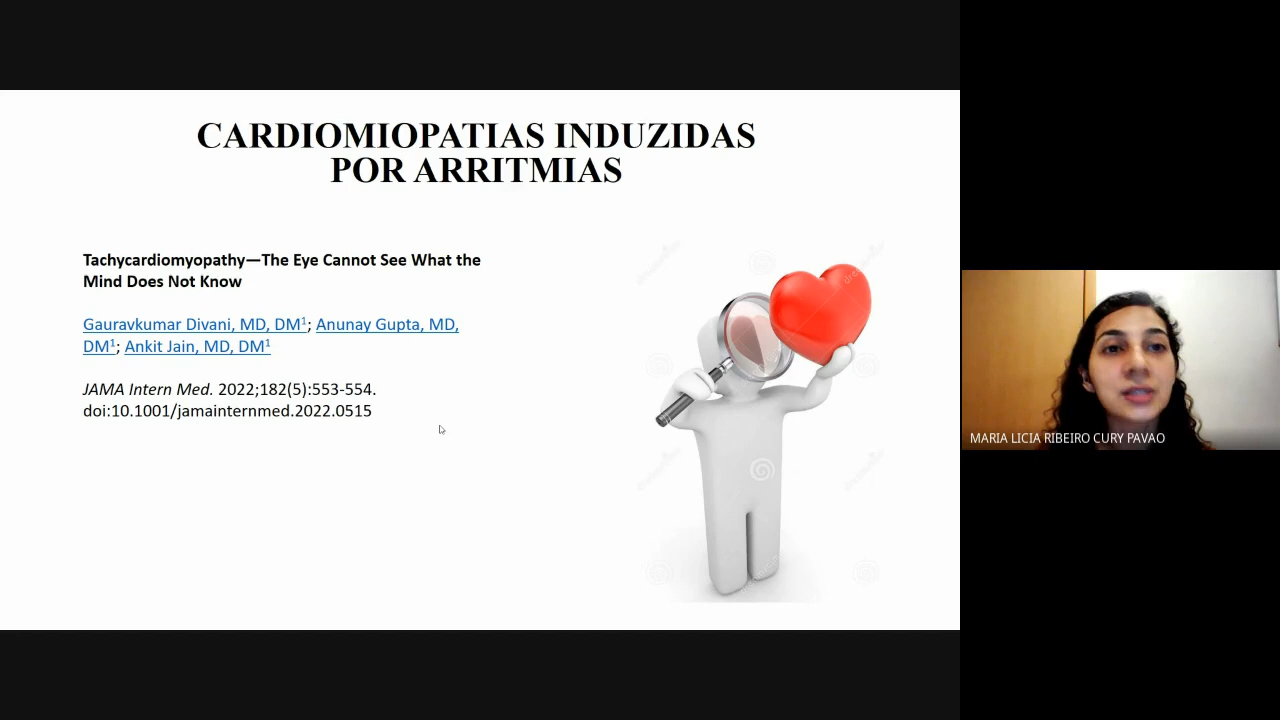 CARDIOMIOPATIAS INDUZIDAS
POR ARRITMIAS
Tachycardiomyopathy—The Eye Cannot See What the
Mind Does Not Know
Gauravkumar Divani, MD, DM¹; Anunay Gupta, MD,
DM¹; Ankit Jain, MD, DM¹
JAMA Intern Med. 2022;182(5):553-554.
doi:10.1001/jamainternmed.2022.0515
MARIA LICIA RIBEIRO CURY PAVAO